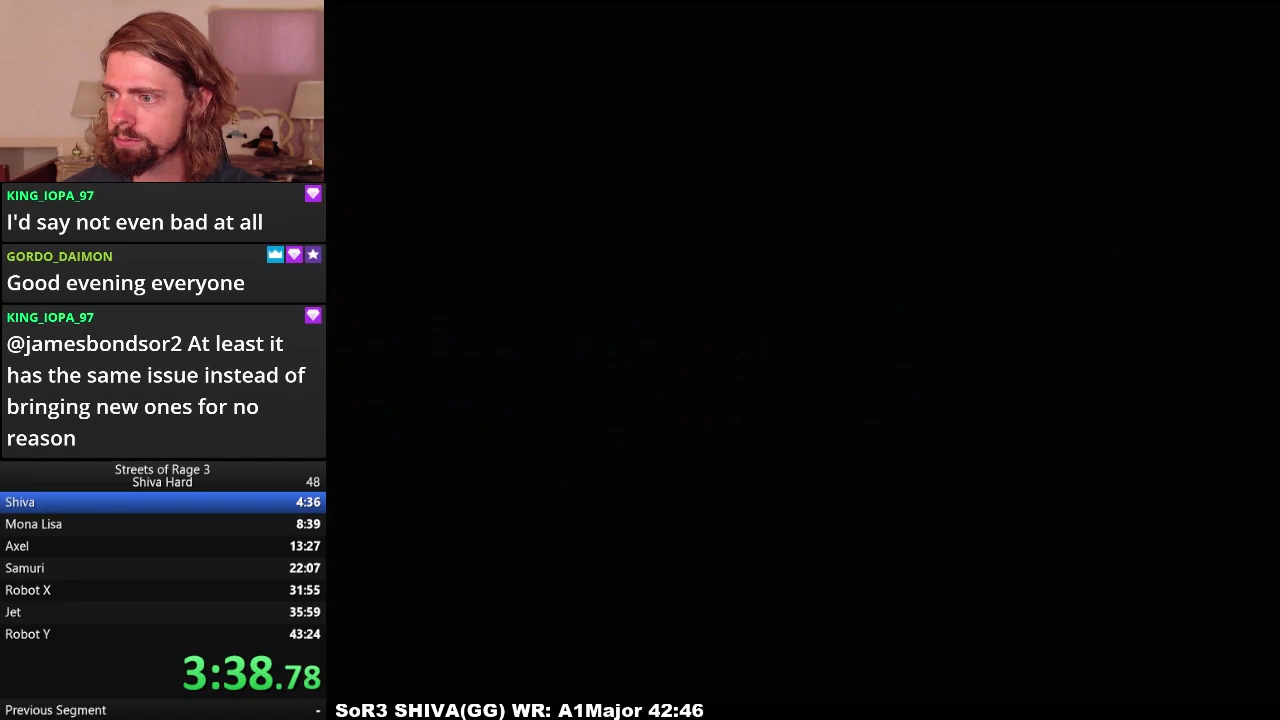 KING_IOPA_97
I'd say not even bad at all
GORDO_DAIMON
Good evening everyone
KING_IOPA_97
@jamesbondsor2 At least it
has the same issue instead of
bringing new ones for no
reason
Streets of Rage 3
Shiva Hard 48
Shiva 4:36
Mona Lisa 8:39
Axel 13:27
Samuri 22:07
Robot X 31:55
Jet 35:59
Robot Y 43:24
3:38.78
Previous Segment -
SoR3 SHIVA(GG) WR: A1Major 42:46